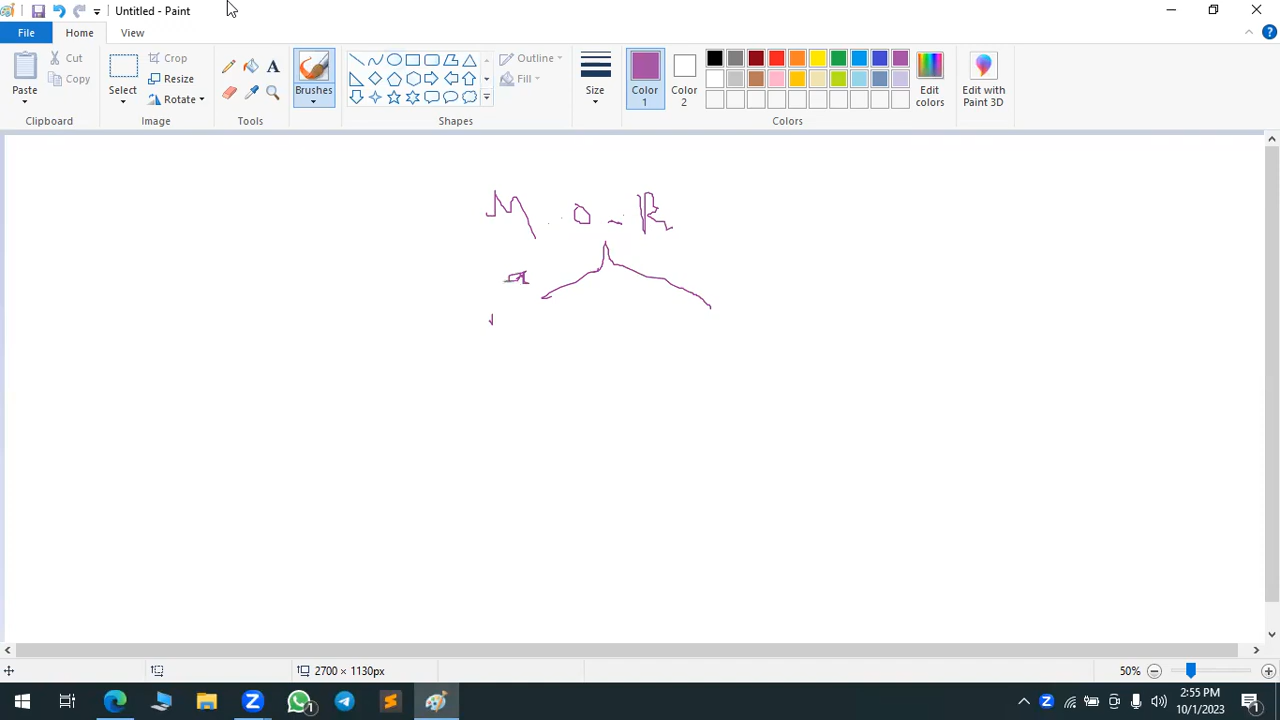 Untitled - Paint
File
Home
View
Paste
Cut
Copy
Clipboard
Select
Crop
Resize
Rotate
Image
A
Tools
Brushes
Outline
Fill
Shapes
Size
Color 1
Color 2
Edit colors
Edit with Paint 3D
Colors
M . O - R
2700 × 1130px
50%
2:55 PM
10/1/2023
1
1